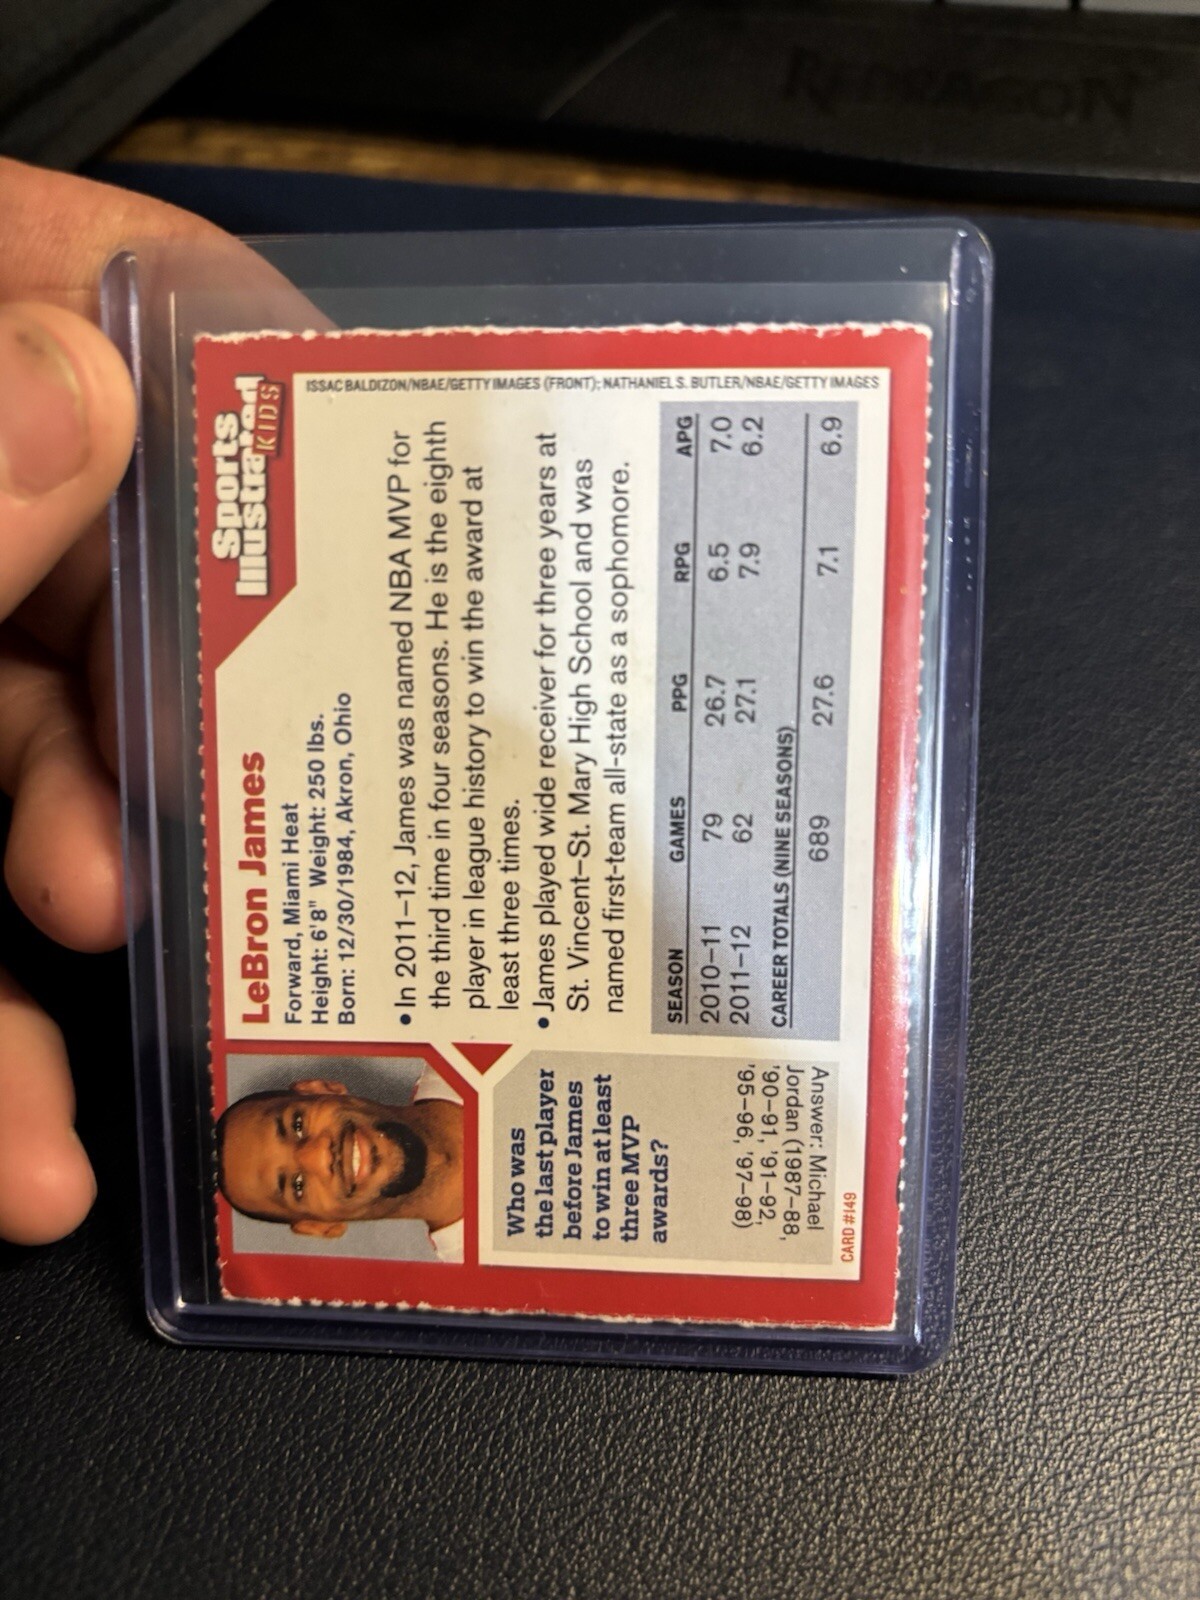 REDRAGON
Sports
Illustrated
KIDS
LeBron James
Forward, Miami Heat
Height: 6'8" Weight: 250 lbs.
Born: 12/30/1984, Akron, Ohio
• In 2011–12, James was named NBA MVP for
the third time in four seasons. He is the eighth
player in league history to win the award at
least three times.
• James played wide receiver for three years at
St. Vincent–St. Mary High School and was
named first-team all-state as a sophomore.
SEASON GAMES PPG RPG APG
2010–11 79 26.7 6.5 7.0
2011–12 62 27.1 7.9 6.2
CAREER TOTALS (NINE SEASONS)
689 27.6 7.1 6.9
Who was
the last player
before James
to win at least
three MVP
awards?
Answer: Michael
Jordan (1987–88,
'90–91, '91–92,
'95–96, '97–98)
CARD #149
ISSAC BALDIZON/NBAE/GETTY IMAGES (FRONT); NATHANIEL S. BUTLER/NBAE/GETTY IMAGES